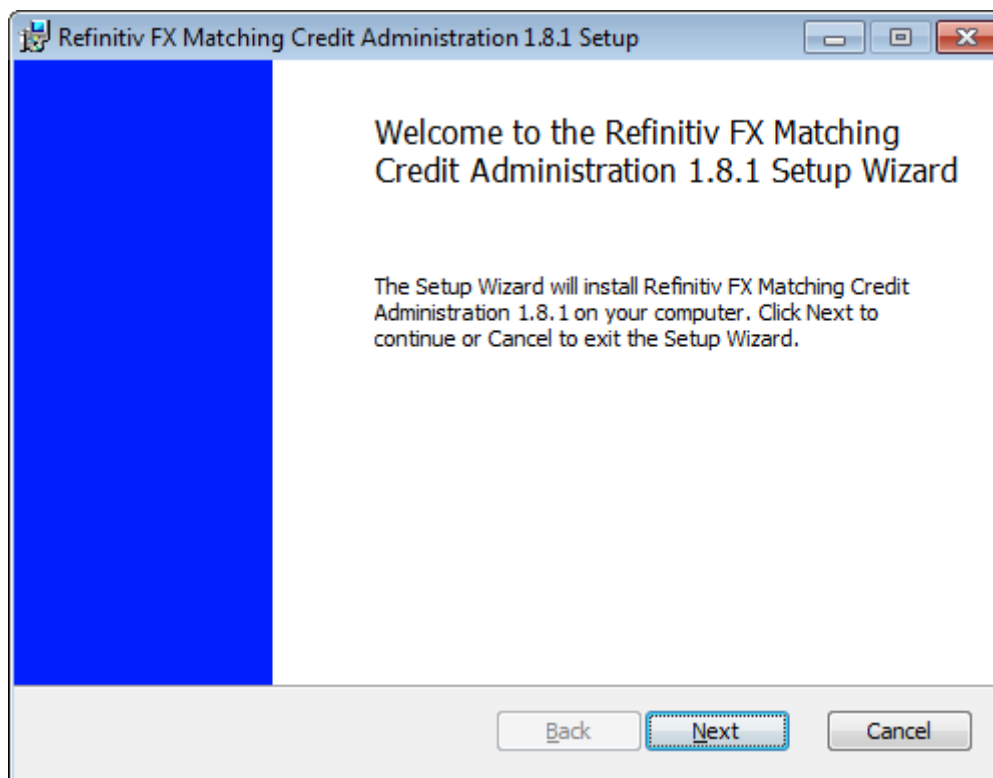 Refinitiv FX Matching Credit Administration 1.8.1 Setup
Welcome to the Refinitiv FX Matching
Credit Administration 1.8.1 Setup Wizard
The Setup Wizard will install Refinitiv FX Matching Credit
Administration 1.8.1 on your computer. Click Next to
continue or Cancel to exit the Setup Wizard.
Back Next Cancel